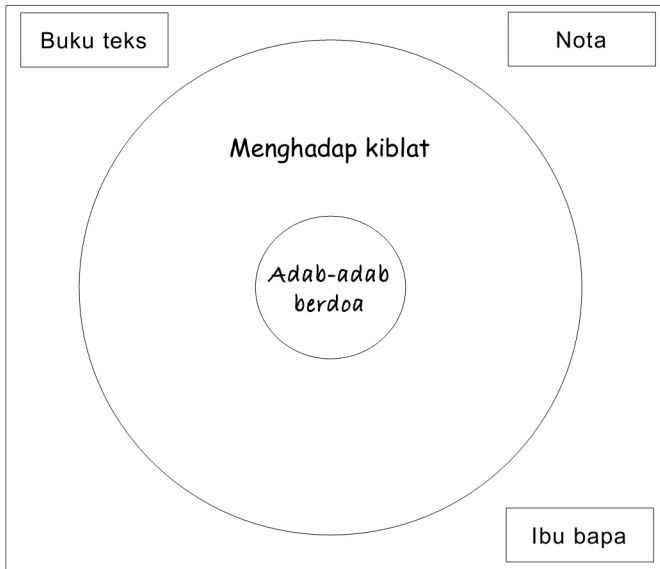 Buku teks
Nota
Menghadap kiblat
Adab-adab
berdoa
Ibu bapa